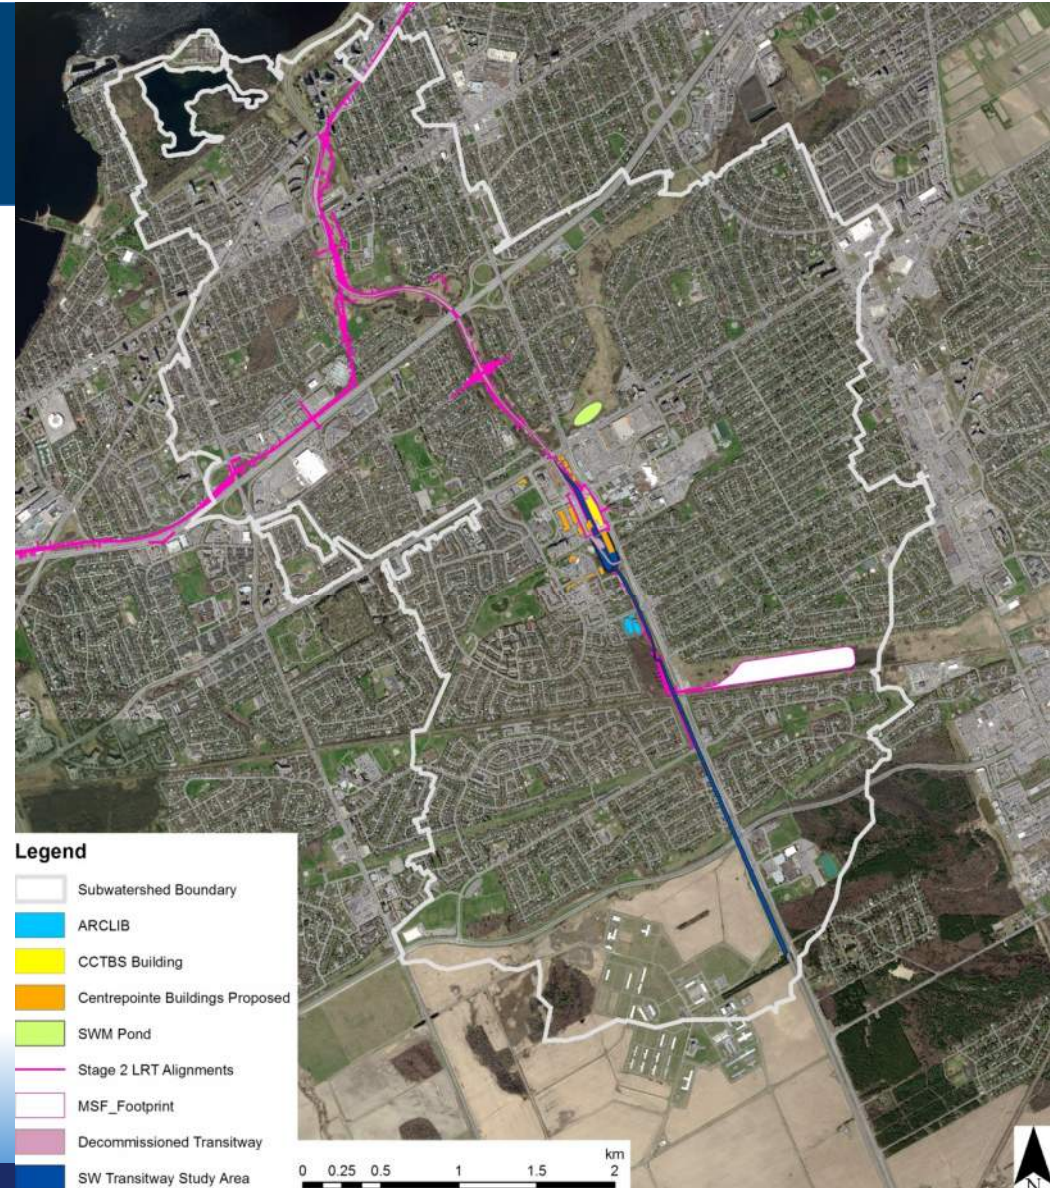 Legend
Subwatershed Boundary
ARCLIB
CCTBS Building
Centrepointe Buildings Proposed
SWM Pond
Stage 2 LRT Alignments
MSF_Footprint
Decommissioned Transitway
SW Transitway Study Area
km
0 0.25 0.5 1 1.5 2
N